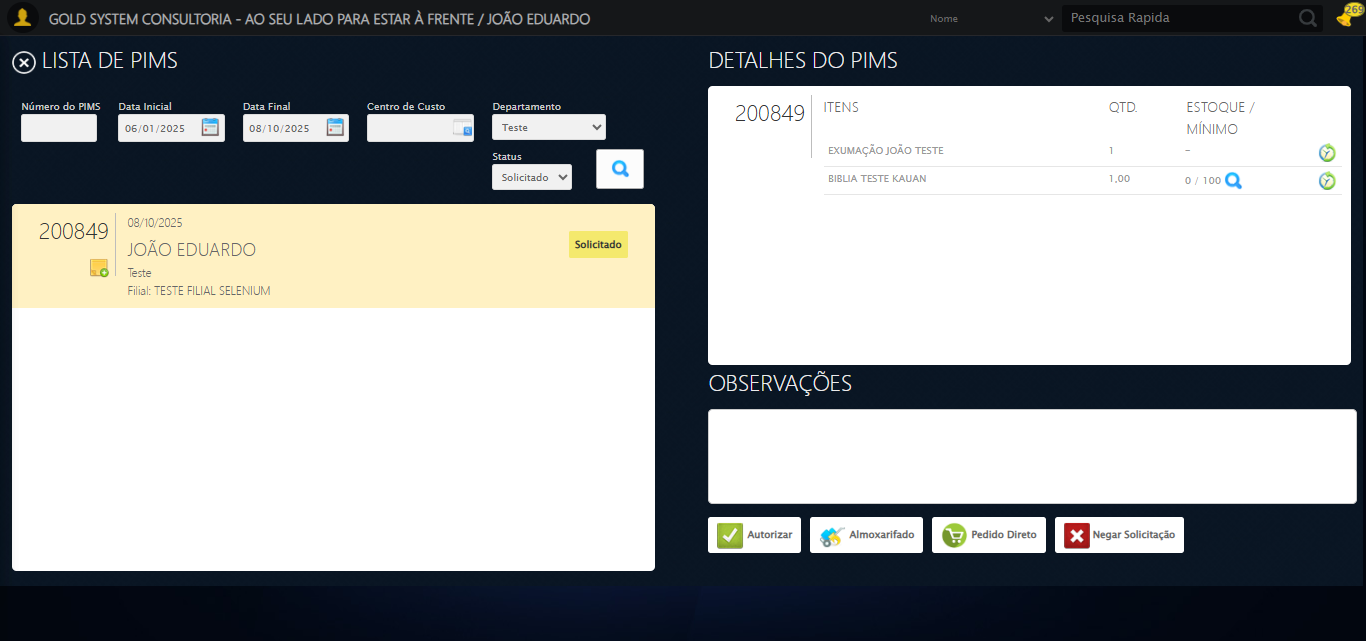 GOLD SYSTEM CONSULTORIA - AO SEU LADO PARA ESTAR À FRENTE / JOÃO EDUARDO
Nome
Pesquisa Rapida
269
LISTA DE PIMS
Número do PIMS
Data Inicial
Data Final
Centro de Custo
Departamento
06/01/2025
08/10/2025
Teste
Status
Solicitado
200849
08/10/2025
JOÃO EDUARDO
Teste
Filial: TESTE FILIAL SELENIUM
Solicitado
DETALHES DO PIMS
200849
ITENS
QTD.
ESTOQUE /
MÍNIMO
EXUMAÇÃO JOÃO TESTE
1
–
BIBLIA TESTE KAUAN
1,00
0 / 100
OBSERVAÇÕES
Autorizar
Almoxarifado
Pedido Direto
Negar Solicitação